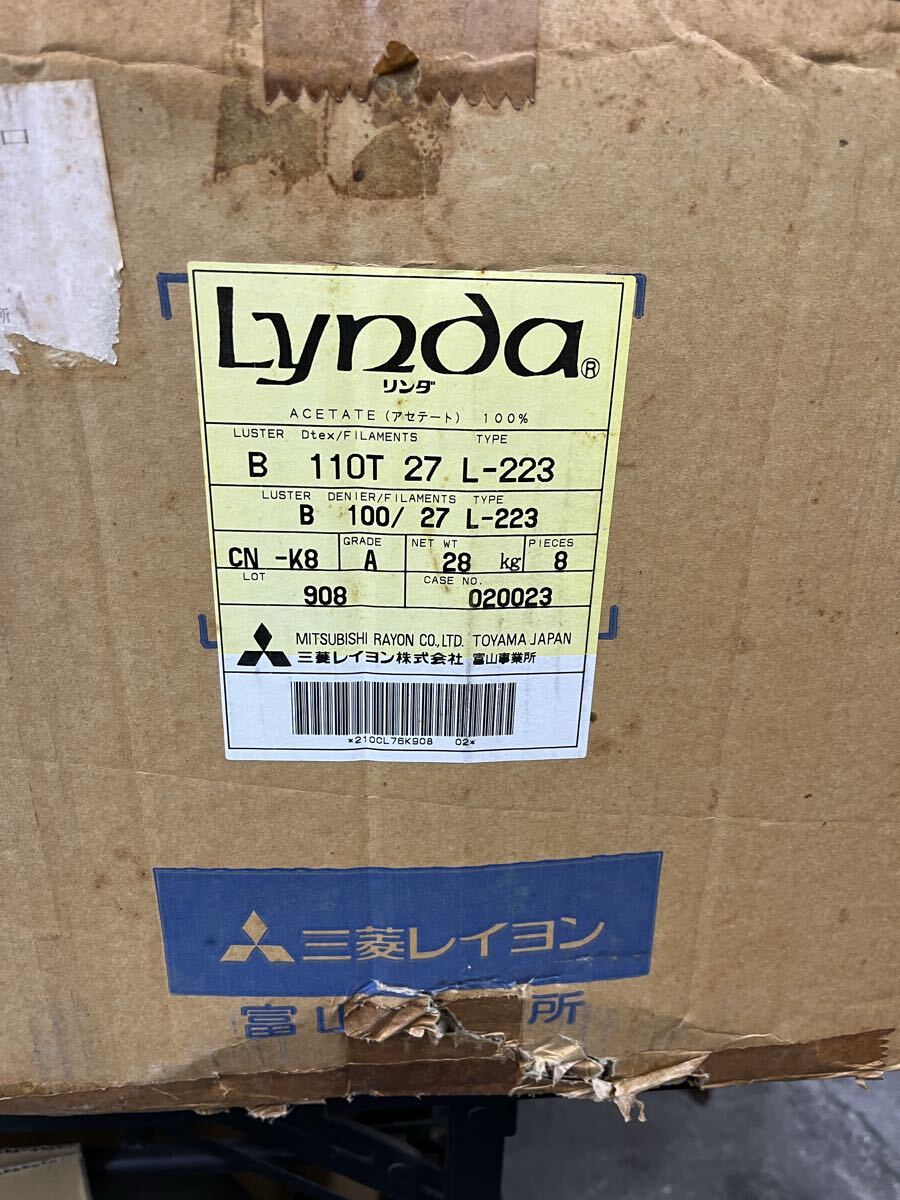 所
Lynda®
リンダ
ACETATE (アセテート) 100%
LUSTER Dtex/FILAMENTS TYPE
B 110T 27 L-223
LUSTER DENIER/FILAMENTS TYPE
B 100/ 27 L-223
CN -K8 GRADE A NET WT 28 kg PIECES 8
LOT 908 CASE NO. 020023
MITSUBISHI RAYON CO.,LTD. TOYAMA JAPAN
三菱レイヨン株式会社 富山事業所
*210CL76K908 02*
三菱レイヨン
富山 所